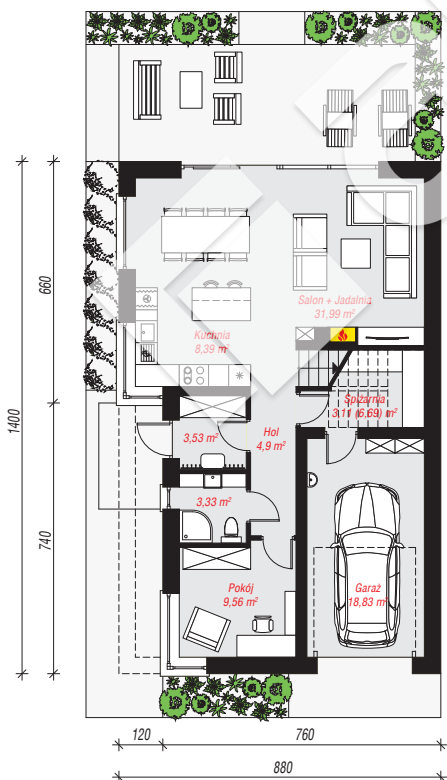 660
1400
740
Salon + Jadalnia
31,99 m²
Kuchnia
8,39 m²
Spiżarnia
3,11 (6,69) m²
Hol
4,9 m²
3,53 m²
3,33 m²
Pokój
9,56 m²
Garaż
18,83 m²
120
760
880